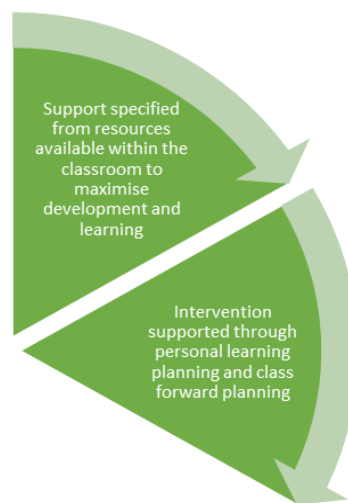 Support specified
from resources
available within the
classroom to
maximise
development and
learning
Intervention
supported through
personal learning
planning and class
forward planning